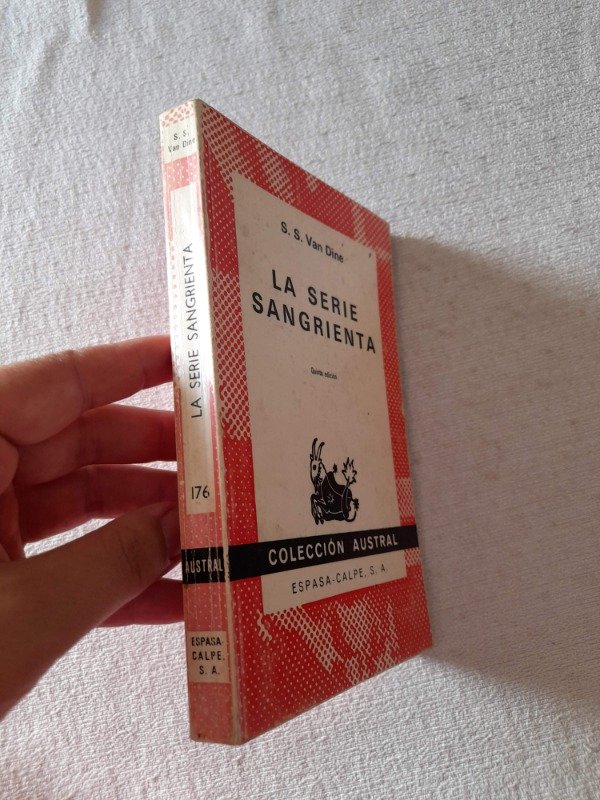 S. S.
Van Dine
LA SERIE SANGRIENTA
176
AUSTRAL
ESPASA-
CALPE,
S. A.
S. S. Van Dine
LA SERIE
SANGRIENTA
Quinta edición
COLECCIÓN AUSTRAL
ESPASA-CALPE, S. A.